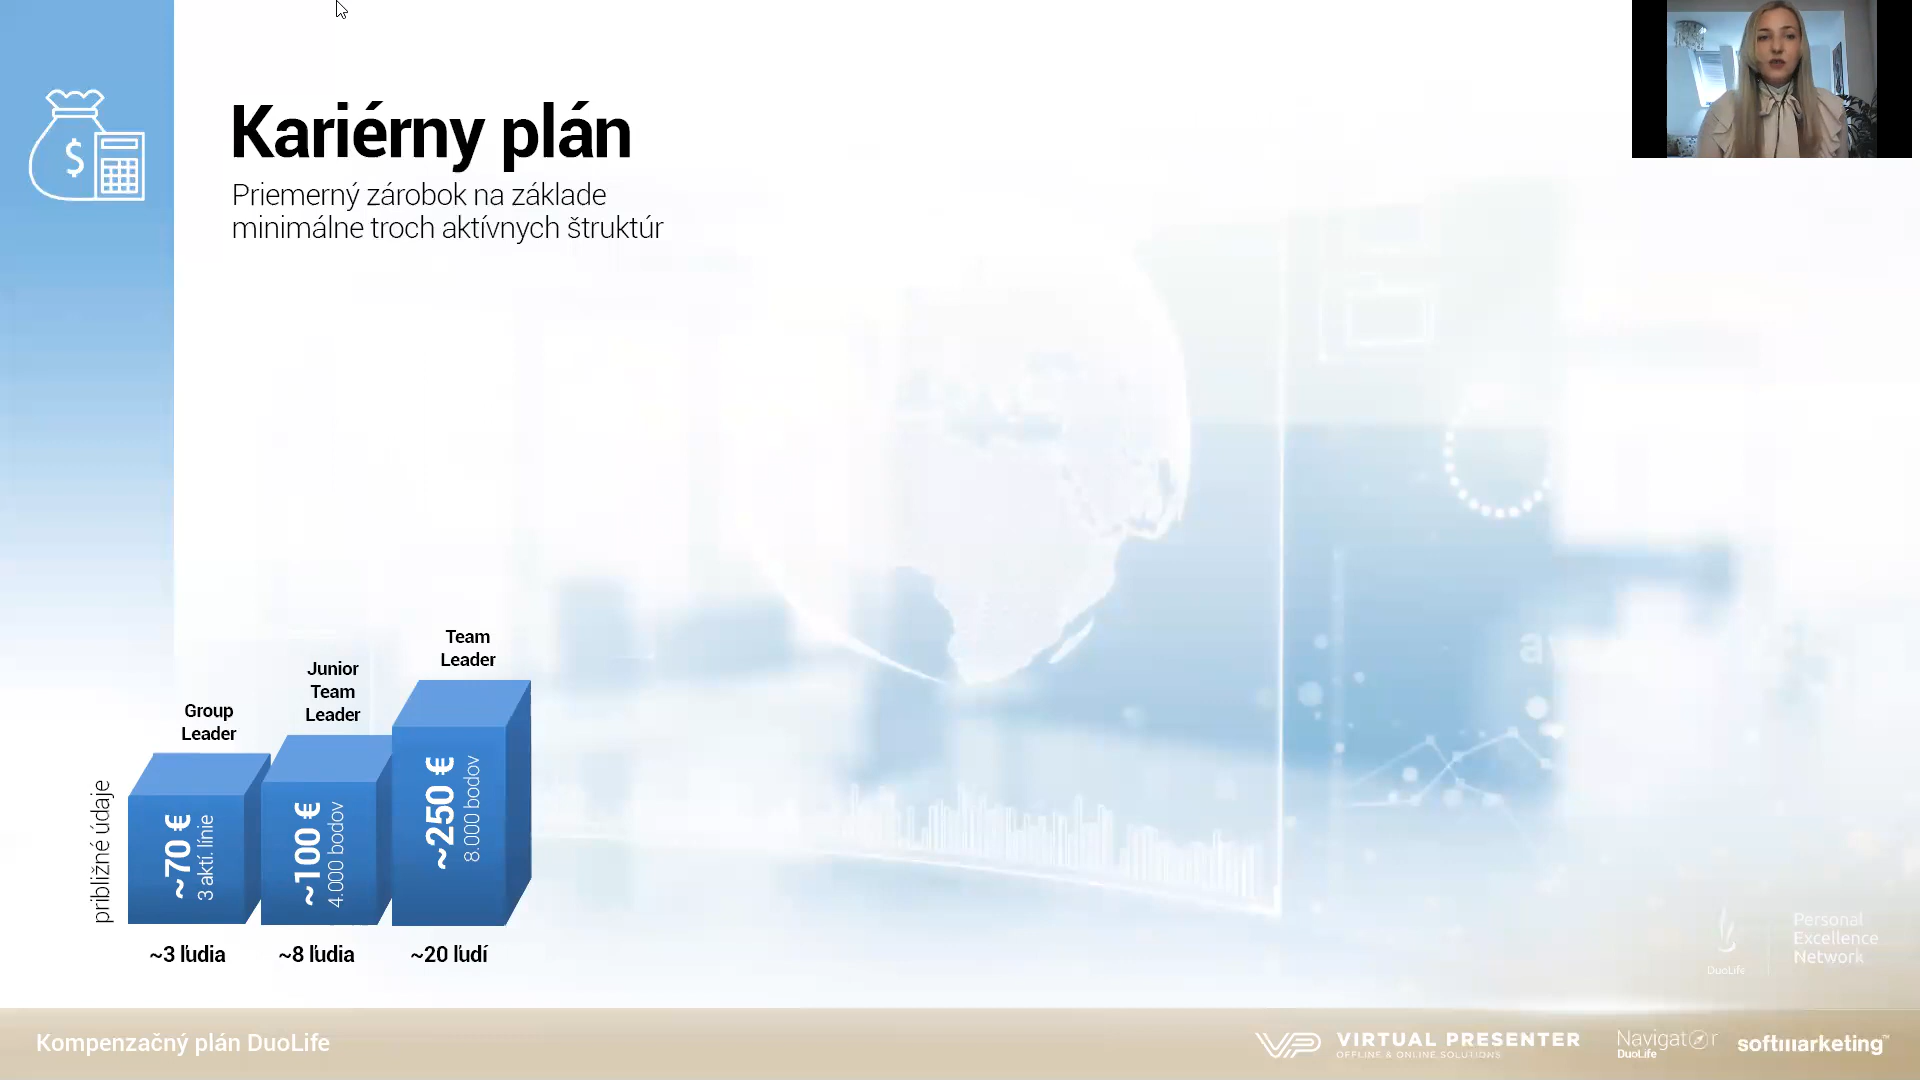 Kariérny plán
Priemerný zárobok na základe
minimálne troch aktívnych štruktúr
Group
Leader
Junior
Team
Leader
Team
Leader
približné údaje
~70 €
3 aktí. línie
~100 €
4.000 bodov
~250 €
8.000 bodov
~3 ľudia
~8 ľudia
~20 ľudí
$
DuoLife
Personal
Excellence
Network
Kompenzačný plán DuoLife
VP
VIRTUAL PRESENTER
OFFLINE & ONLINE SOLUTIONS
Navigator
DuoLife
softmarketing™